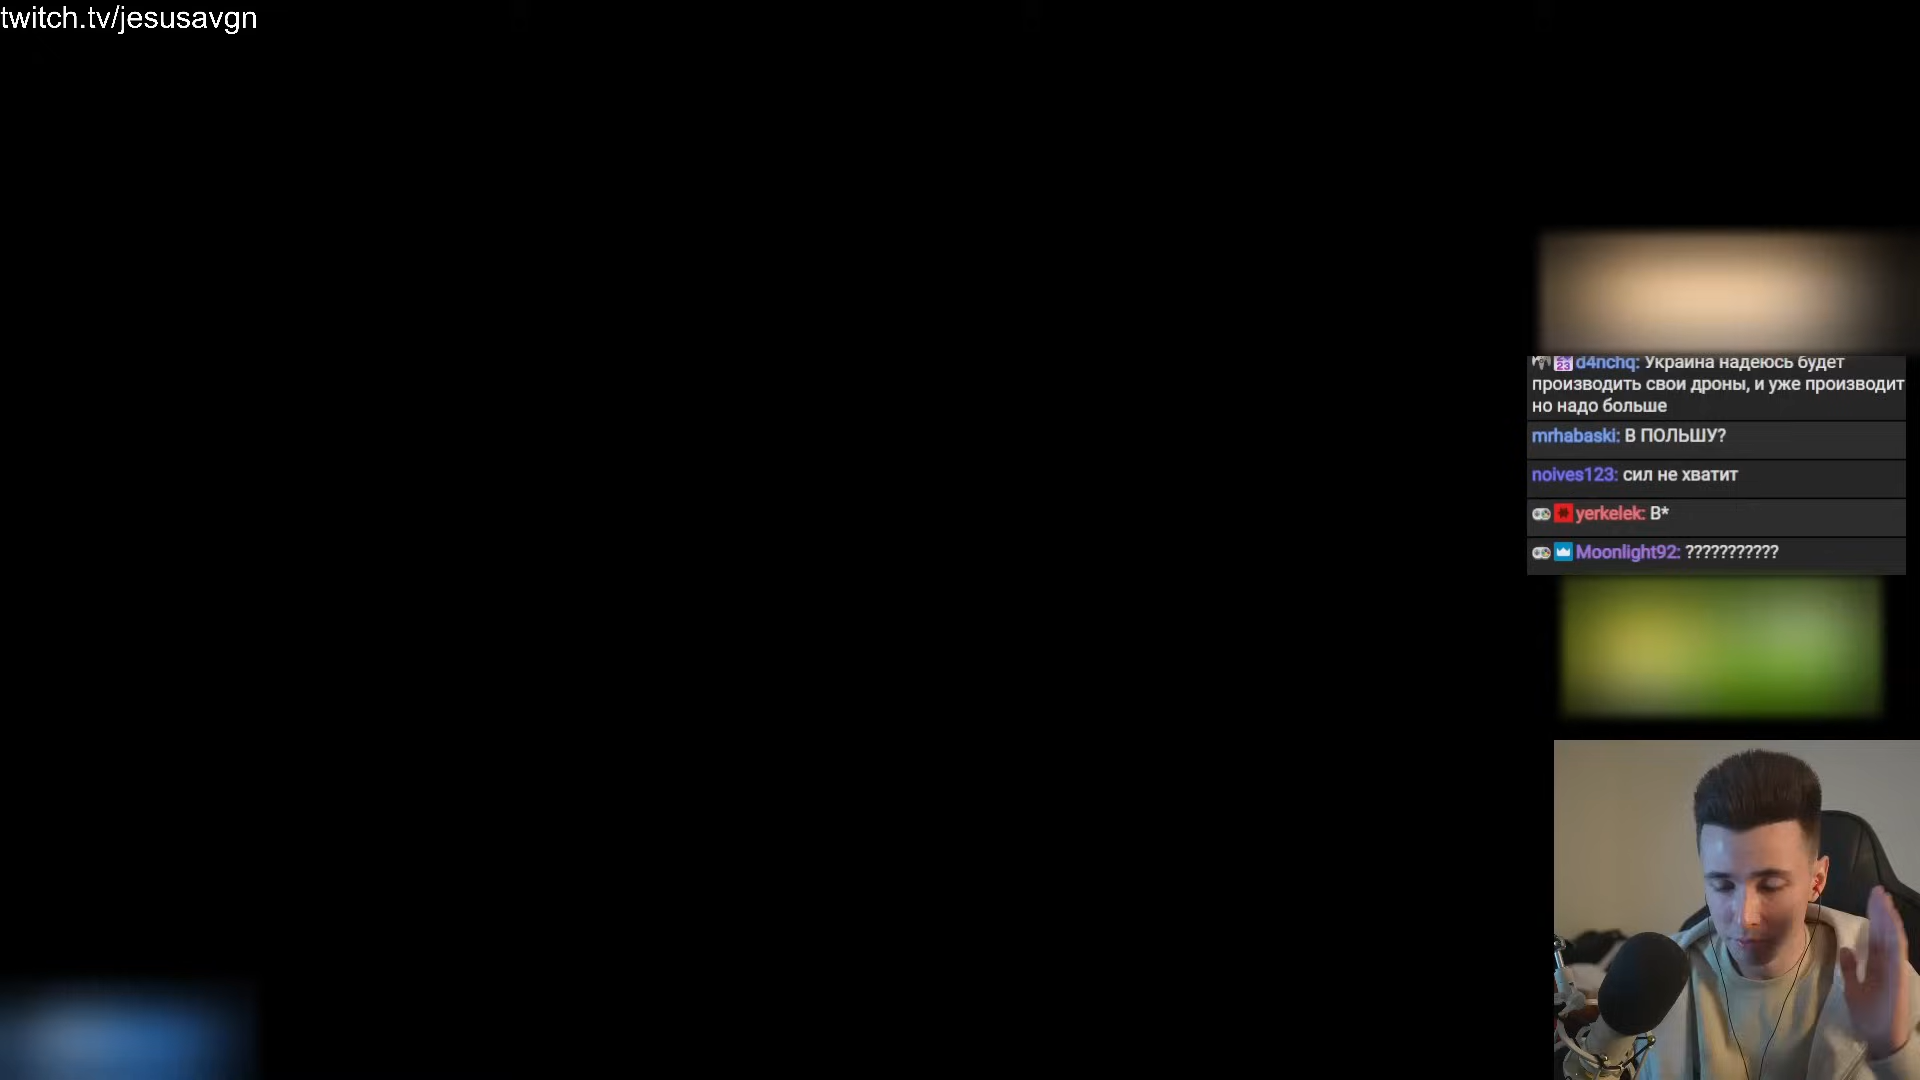 twitch.tv/jesusavgn
d4nchq: Украина надеюсь будет
производить свои дроны, и уже производит
но надо больше
mrhabaski: В ПОЛЬШУ?
noives123: сил не хватит
yerkelek: В*
Moonlight92: ???????????